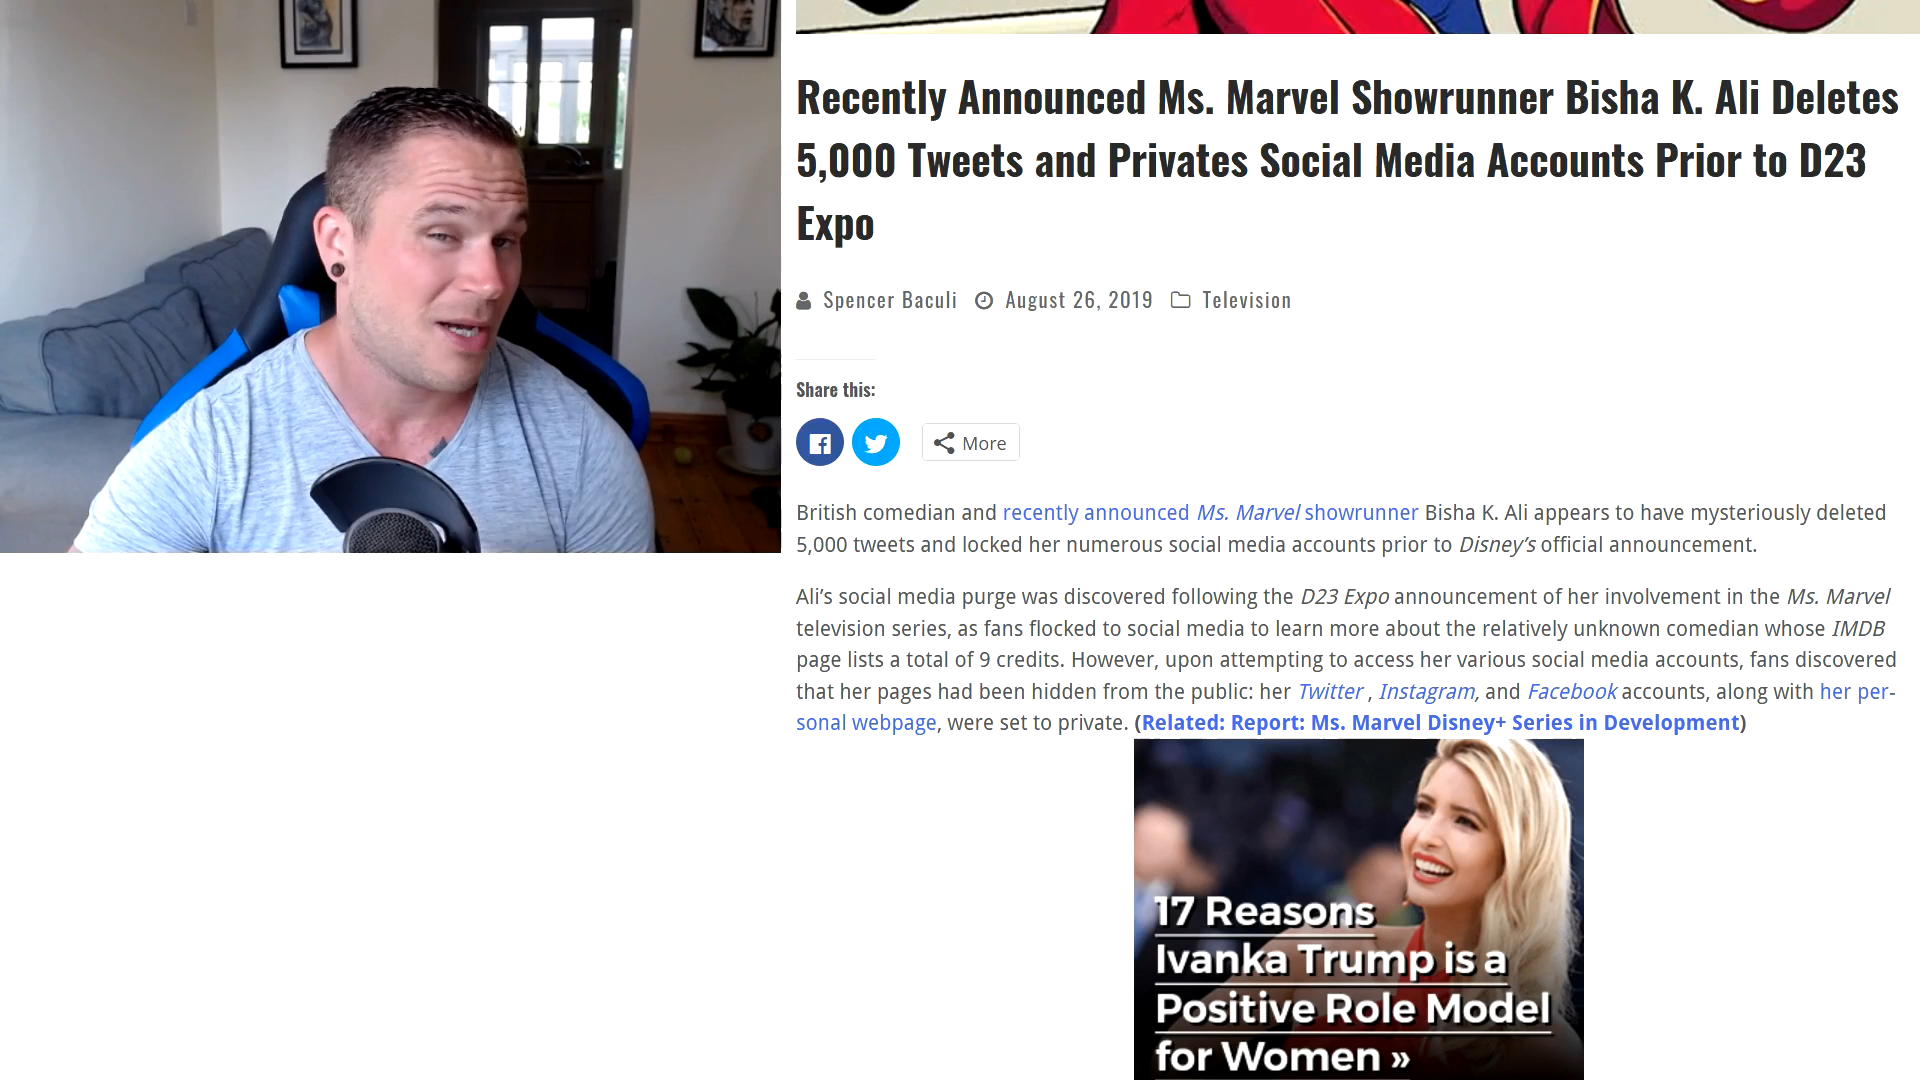 Recently Announced Ms. Marvel Showrunner Bisha K. Ali Deletes
5,000 Tweets and Privates Social Media Accounts Prior to D23
Expo
Spencer Baculi August 26, 2019 Television
Share this:
More
British comedian and recently announced Ms. Marvel showrunner Bisha K. Ali appears to have mysteriously deleted
5,000 tweets and locked her numerous social media accounts prior to Disney’s official announcement.
Ali’s social media purge was discovered following the D23 Expo announcement of her involvement in the Ms. Marvel
television series, as fans flocked to social media to learn more about the relatively unknown comedian whose IMDB
page lists a total of 9 credits. However, upon attempting to access her various social media accounts, fans discovered
that her pages had been hidden from the public: her Twitter , Instagram, and Facebook accounts, along with her per-
sonal webpage, were set to private. (Related: Report: Ms. Marvel Disney+ Series in Development)
17 Reasons
Ivanka Trump is a
Positive Role Model
for Women »